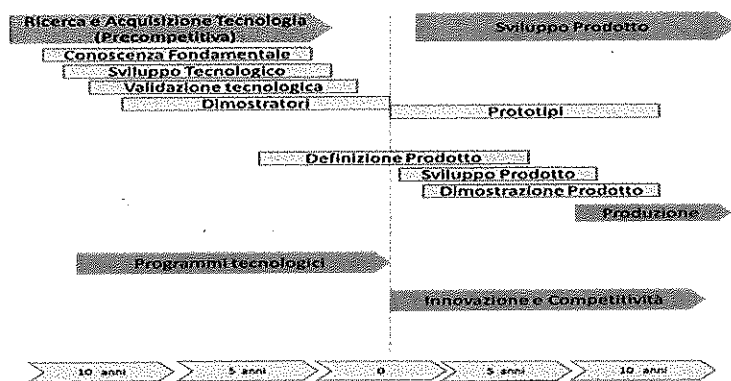 Ricerca e Acquisizione Tecnologia
(Precompetitiva)
Sviluppo Prodotto
Conoscenza Fondamentale
Sviluppo Tecnologico
Validazione tecnologica
Dimostratori
Prototipi
Definizione Prodotto
Sviluppo Prodotto
Dimostrazione Prodotto
Produzione
Programmi tecnologici
Innovazione e Competitività
10 anni
5 anni
0
5 anni
10 anni